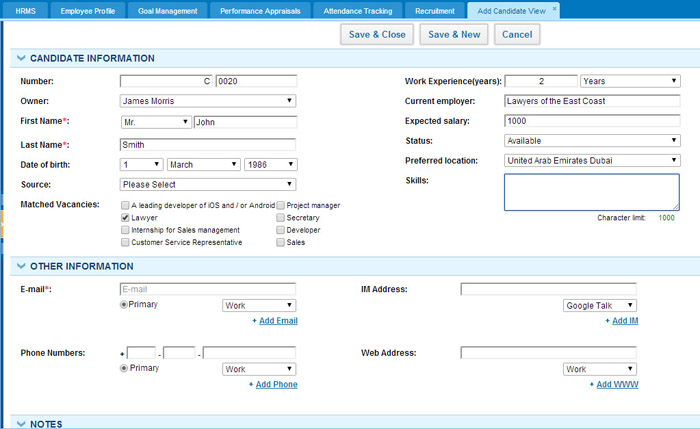 HRMS Employee Profile Goal Management Performance Appraisals Attendance Tracking Recruitment Add Candidate View ×
Save & Close Save & New Cancel
CANDIDATE INFORMATION
Number: C 0020 Work Experience(years): 2 Years
Owner: James Morris Current employer: Lawyers of the East Coast
First Name*: Mr. John Expected salary: 1000
Last Name*: Smith Status: Available
Date of birth: 1 March 1986 Preferred location: United Arab Emirates Dubai
Source: Please Select Skills:
Matched Vacancies: A leading developer of iOS and / or Android Project manager
Lawyer Secretary
Character limit: 1000
Internship for Sales management Developer
Customer Service Representative Sales
OTHER INFORMATION
E-mail*: E-mail IM Address:
Primary Work Google Talk
+ Add Email + Add IM
Phone Numbers: + - - Web Address:
Primary Work Work
+ Add Phone + Add WWW
NOTES